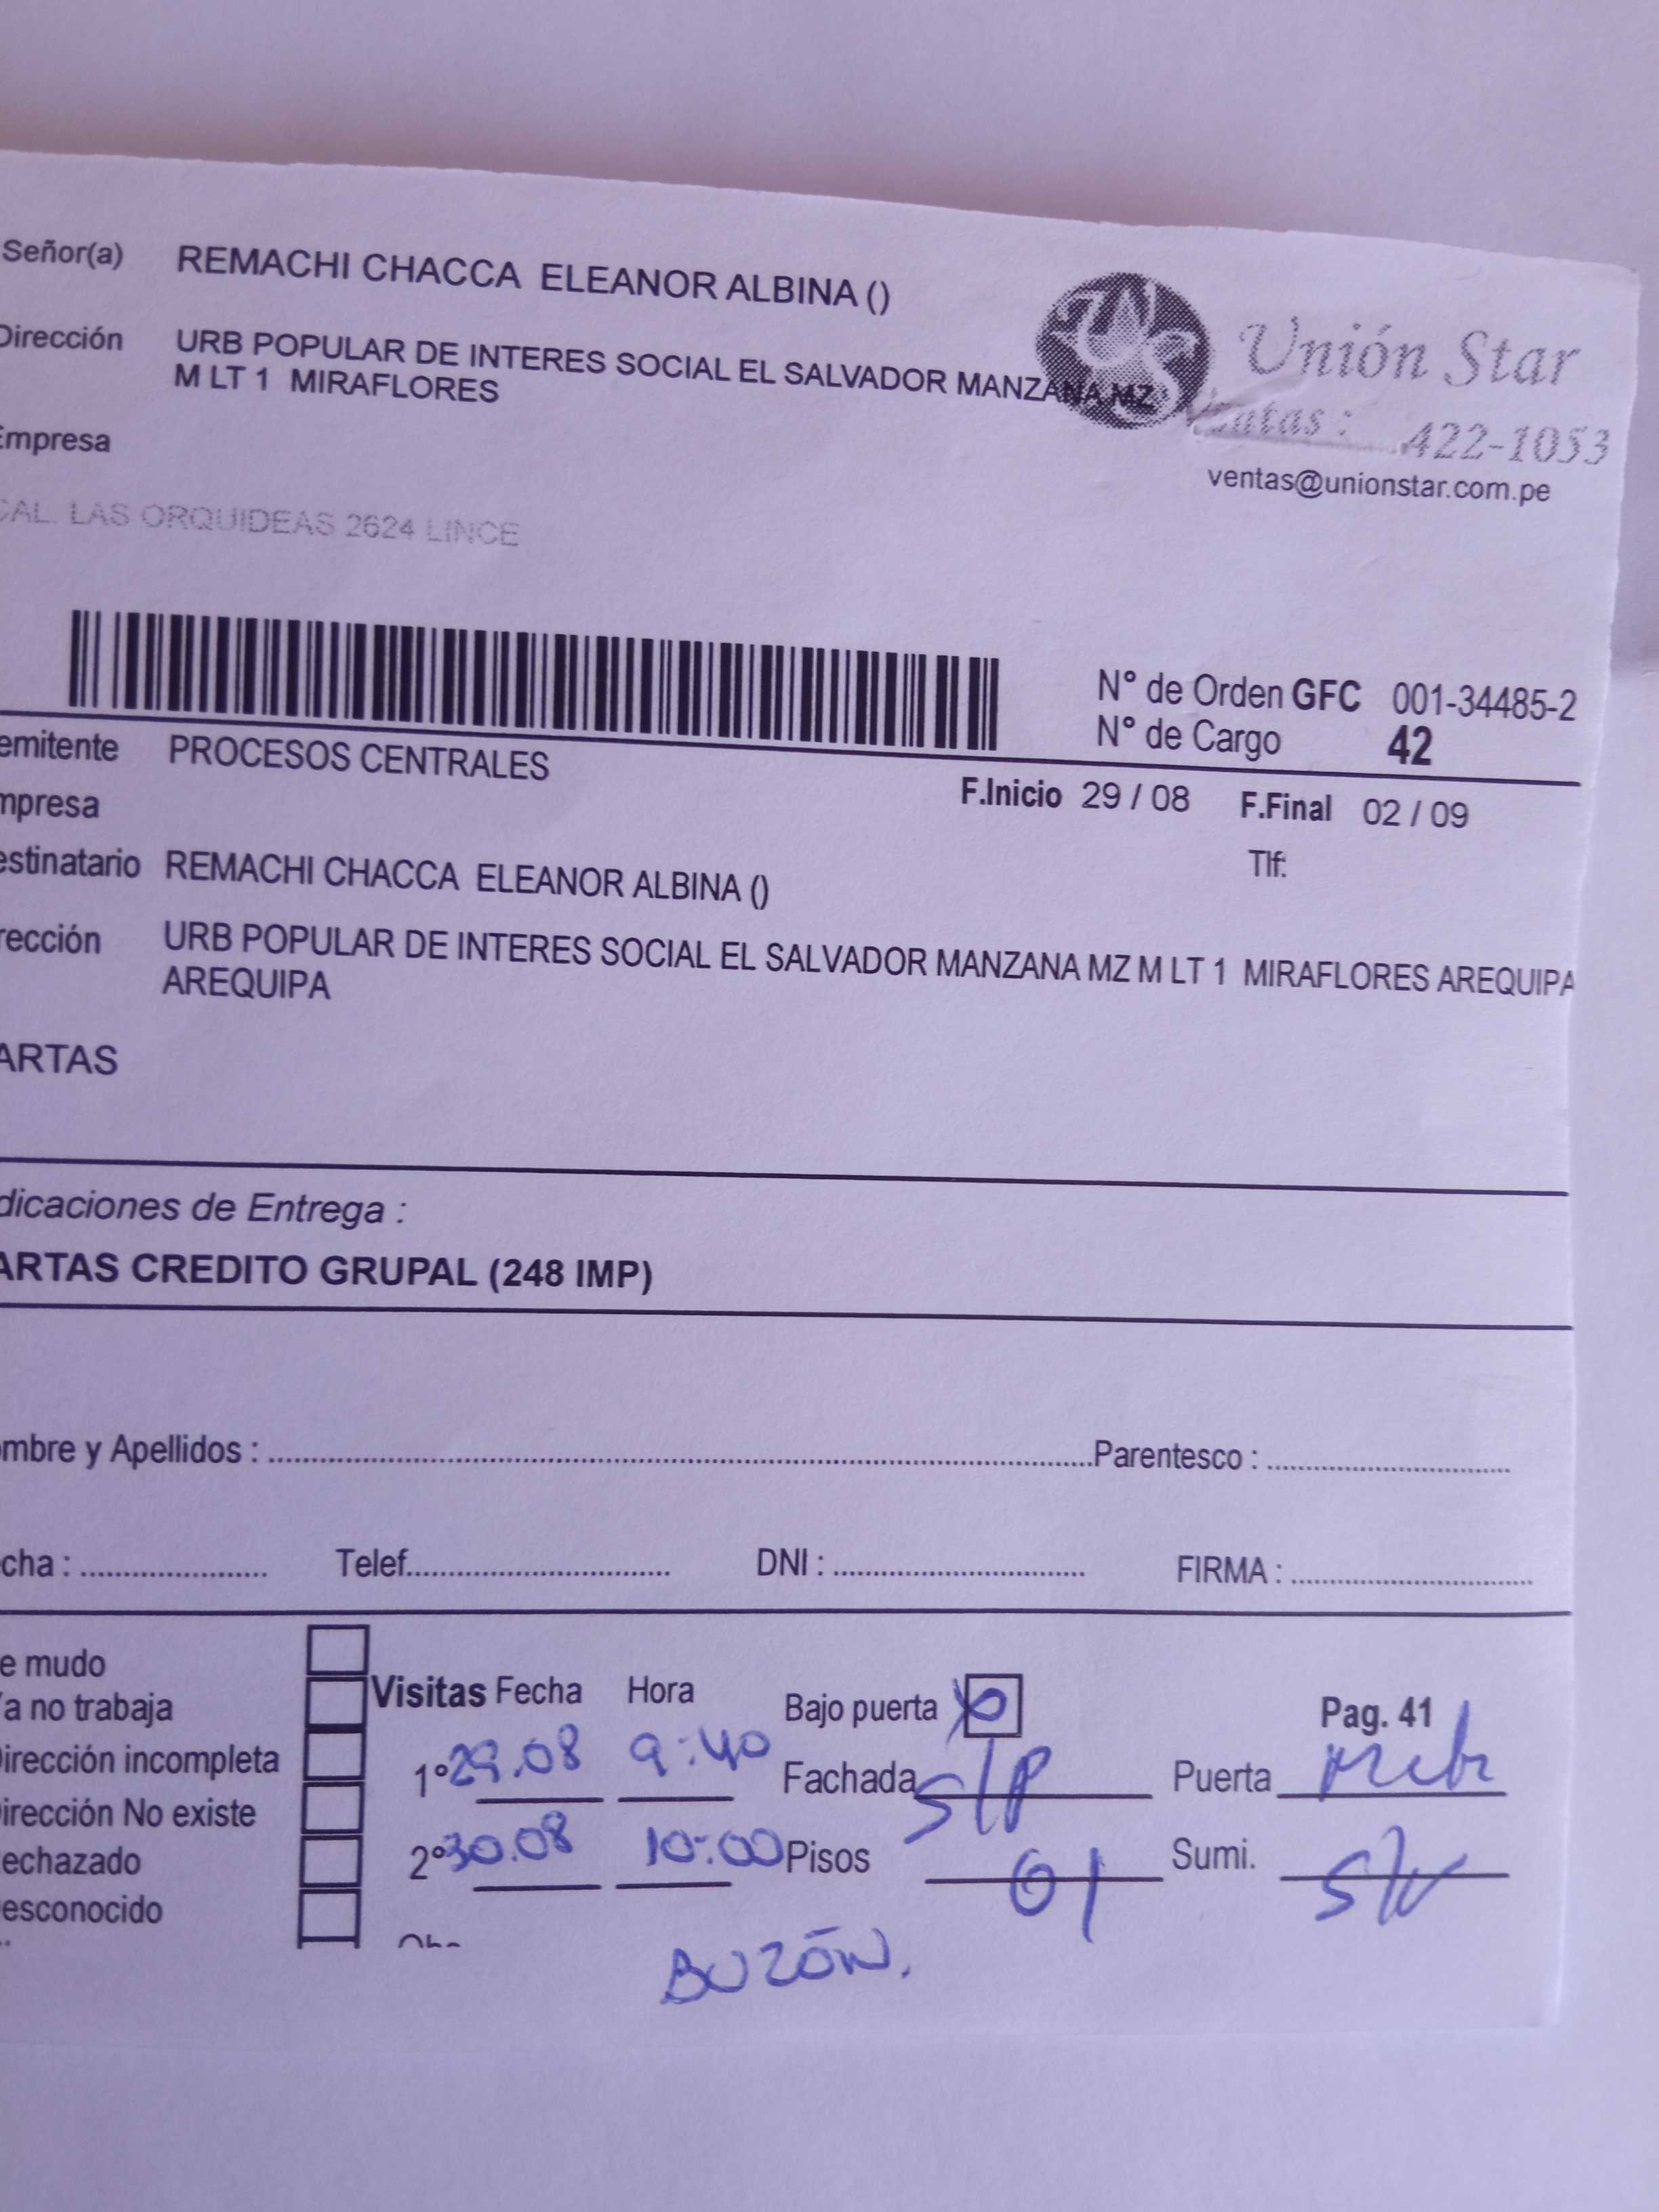 Señor(a) REMACHI CHACCA ELEANOR ALBINA ()
Dirección URB POPULAR DE INTERES SOCIAL EL SALVADOR MANZANA MZ
M LT 1 MIRAFLORES
Unión Star
Ventas : 422-1053
ventas@unionstar.com.pe
Empresa
CAL. LAS ORQUIDEAS 2624 LINCE
N° de Orden GFC 001-34485-2
N° de Cargo 42
emitente PROCESOS CENTRALES
F.Inicio 29 / 08 F.Final 02 / 09
mpresa
Tlf:
estinatario REMACHI CHACCA ELEANOR ALBINA ()
rección URB POPULAR DE INTERES SOCIAL EL SALVADOR MANZANA MZ M LT 1 MIRAFLORES AREQUIPA
AREQUIPA
ARTAS
dicaciones de Entrega :
ARTAS CREDITO GRUPAL (248 IMP)
ombre y Apellidos : Parentesco :
cha : Telef. DNI : FIRMA :
e mudo
Ya no trabaja
Dirección incompleta
Dirección No existe
echazado
esconocido
Visitas Fecha Hora
1° 29.08 9:40
2° 30.08 10:00
Bajo puerta
Pag. 41
Fachada S/P Puerta
Pisos 01 Sumi.
BUZÓN.